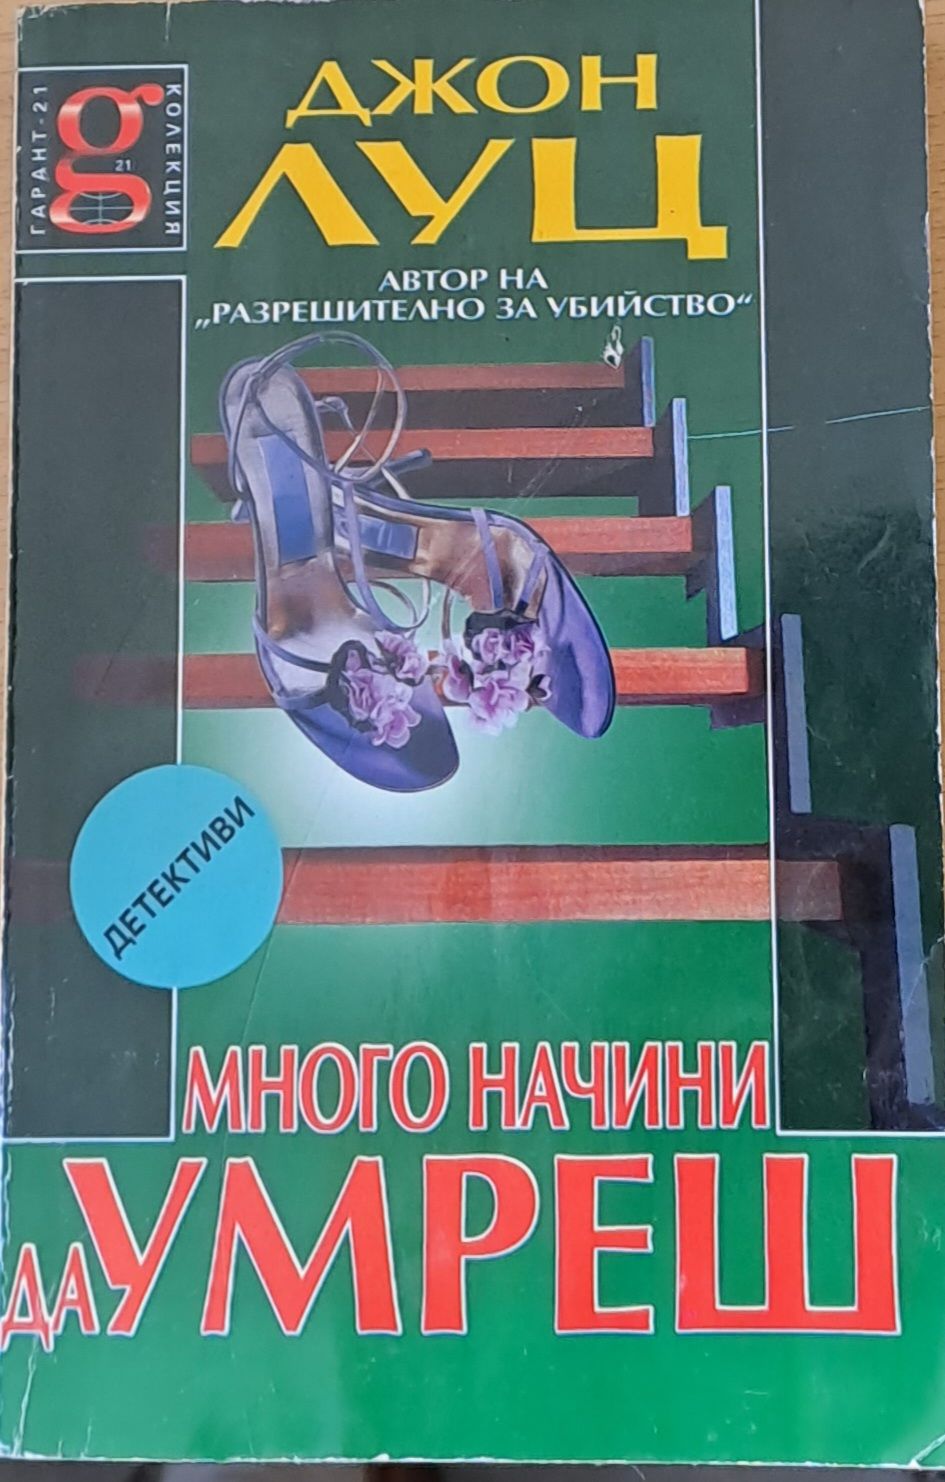 ГАРАНТ-21
g
21
КОЛЕКЦИЯ
ДЖОН
ЛУЦ
АВТОР НА
„РАЗРЕШИТЕЛНО ЗА УБИЙСТВО“
ДЕТЕКТИВИ
МНОГО НАЧИНИ
ДА УМРЕШ